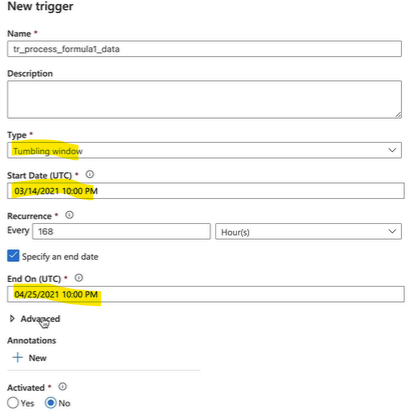 New trigger
Name *
tr_process_formula1_data
Description
Type *
Tumbling window
Start Date (UTC) *
03/14/2021 10:00 PM
Recurrence *
Every 168 Hour(s)
Specify an end date
End On (UTC) *
04/25/2021 10:00 PM
Advanced
Annotations
New
Activated *
Yes No